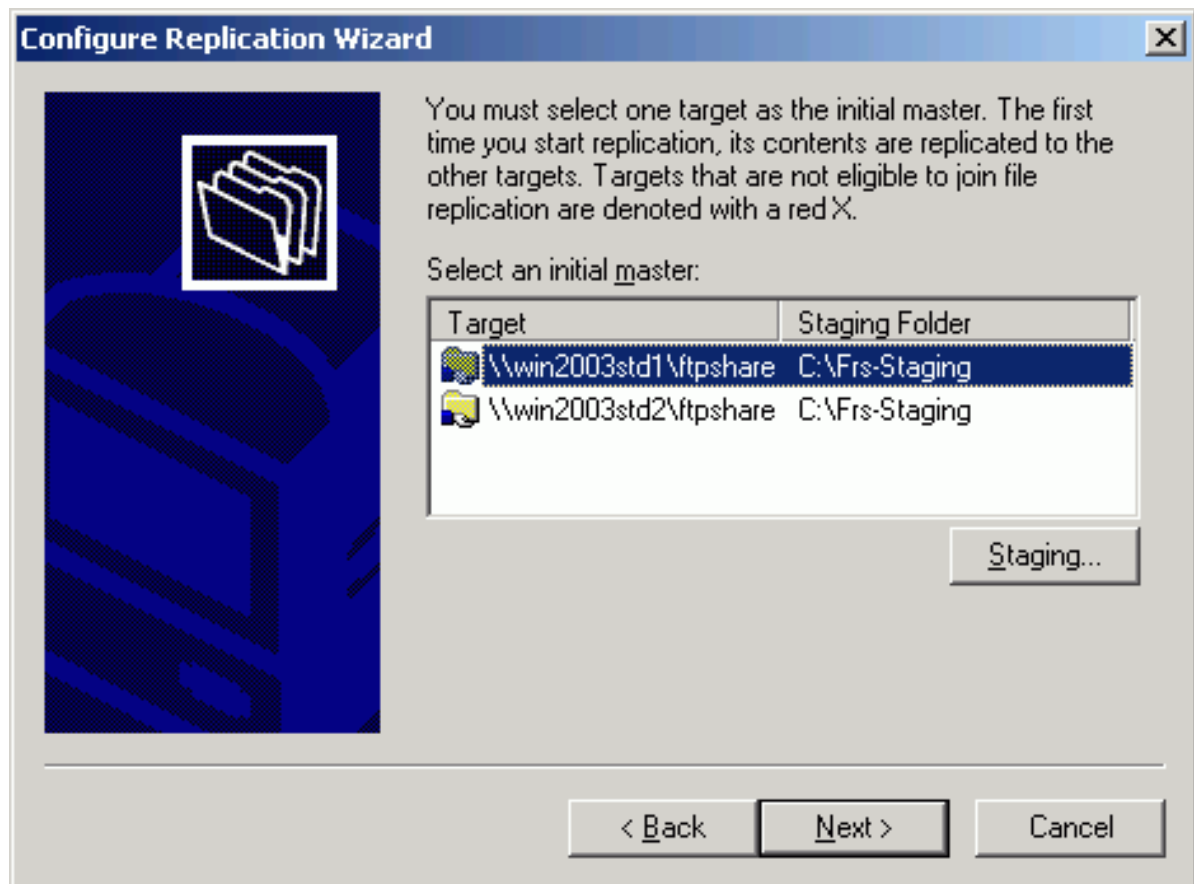 Configure Replication Wizard
You must select one target as the initial master. The first
time you start replication, its contents are replicated to the
other targets. Targets that are not eligible to join file
replication are denoted with a red X.
Select an initial master:
Target Staging Folder
\\win2003std1\ftpshare C:\Frs-Staging
\\win2003std2\ftpshare C:\Frs-Staging
Staging...
< Back Next > Cancel